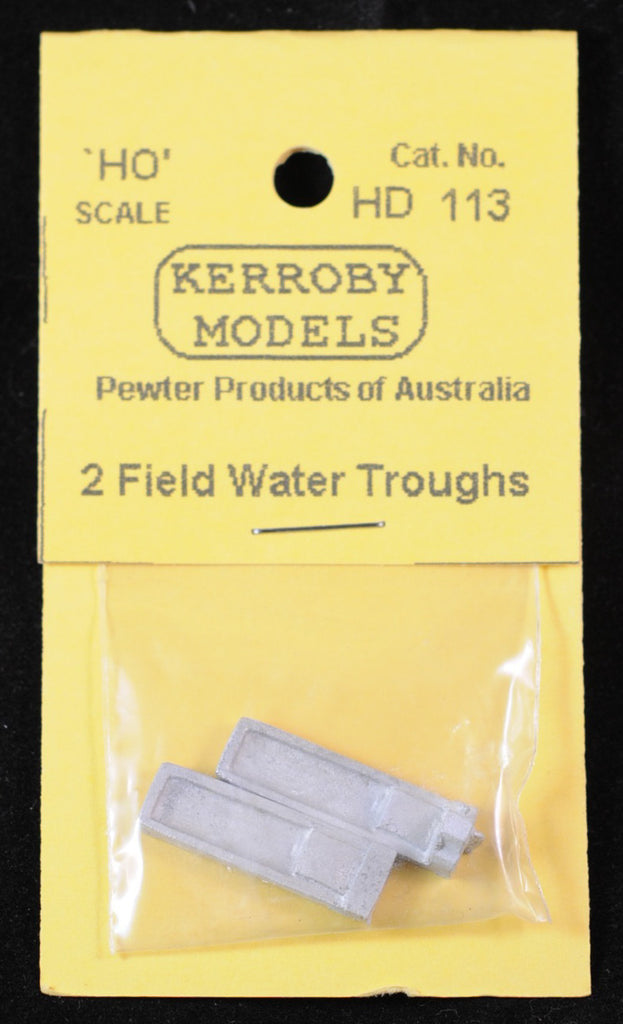 `HO'
SCALE
Cat. No.
HD 113
KERROBY
MODELS
Pewter Products of Australia
2 Field Water Troughs